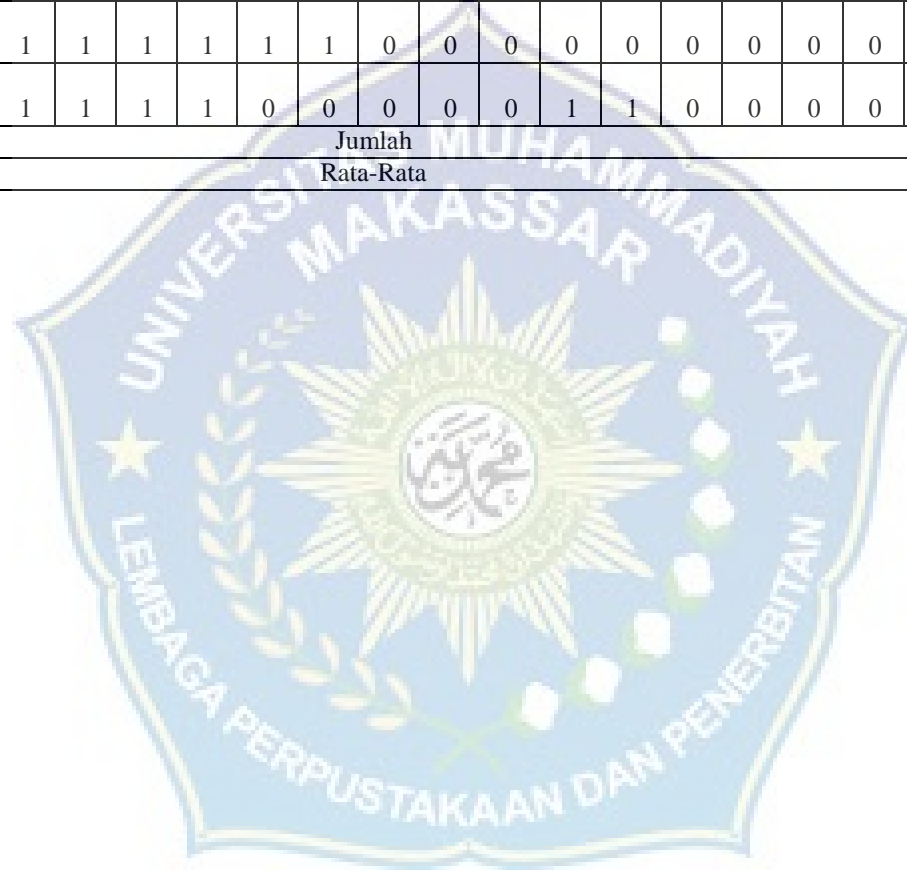 1 1 1 1 1 1 0 0 0 0 0 0 0 0 0
1 1 1 1 0 0 0 0 0 1 1 0 0 0 0
Jumlah
Rata-Rata
UNIVERSITAS MUHAMMADIYAH
MAKASSAR
محمدية
LEMBAGA PERPUSTAKAAN DAN PENERBITAN